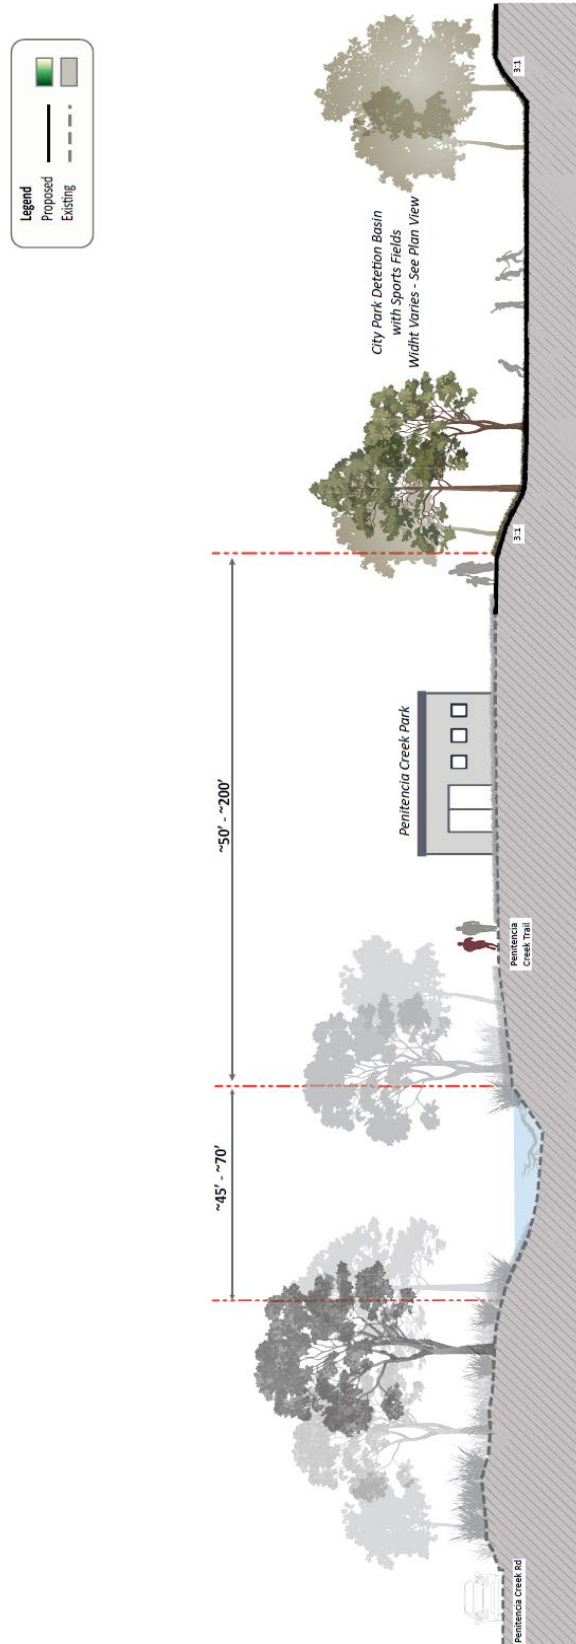 Legend
Proposed
Existing
Penitencia Creek Rd
~45' - ~70'
~50' - ~200'
Penitencia
Creek Trail
Penitencia Creek Park
3:1
City Park Detetion Basin
with Sports Fields
Widht Varies - See Plan View
3:1